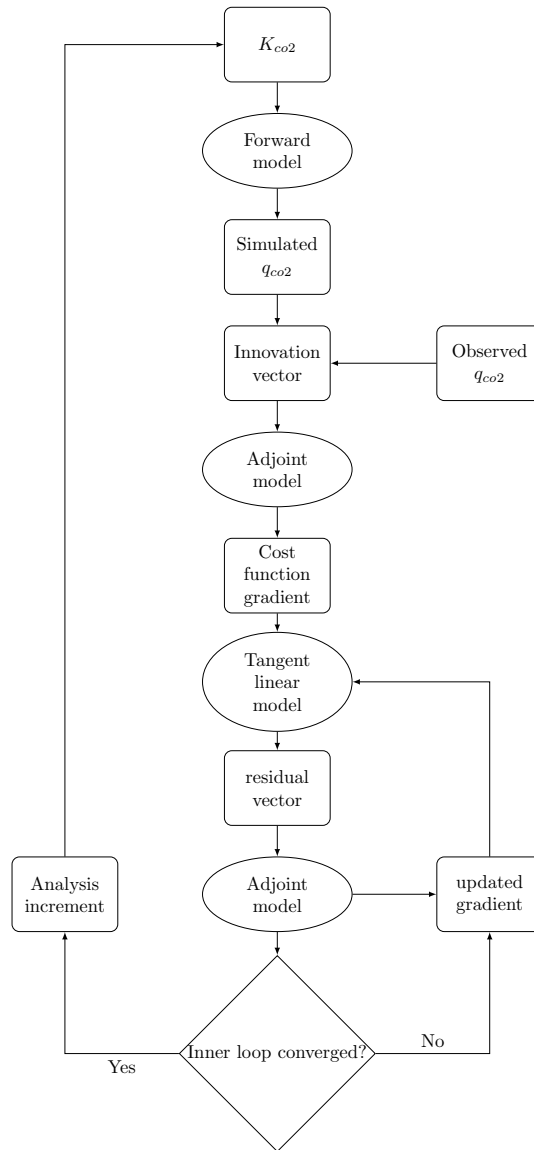 K_{co2}
Forward
model
Simulated
q_{co2}
Innovation
vector
Observed
q_{co2}
Adjoint
model
Cost
function
gradient
Tangent
linear
model
residual
vector
Analysis
increment
Adjoint
model
updated
gradient
Inner loop converged?
Yes
No